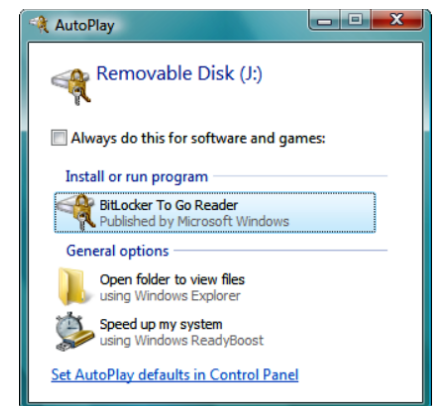 AutoPlay
Removable Disk (J:)
Always do this for software and games:
Install or run program
BitLocker To Go Reader
Published by Microsoft Windows
General options
Open folder to view files
using Windows Explorer
Speed up my system
using Windows ReadyBoost
Set AutoPlay defaults in Control Panel